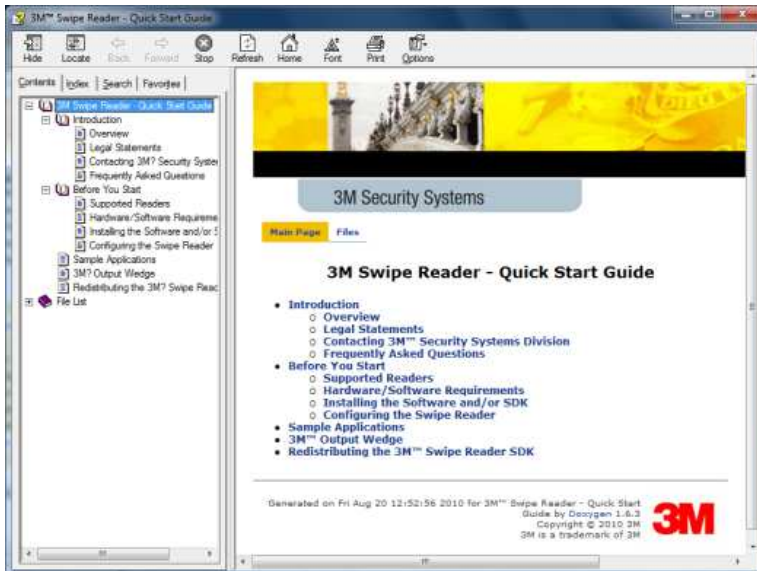 3M™ Swipe Reader - Quick Start Guide
Hide Locate Back Forward Stop Refresh Home Font Print Options
Contents Index Search Favorites
3M Swipe Reader - Quick Start Guide
Introduction
Overview
Legal Statements
Contacting 3M? Security System
Frequently Asked Questions
Before You Start
Supported Readers
Hardware/Software Requireme
Installing the Software and/or S
Configuring the Swipe Reader
Sample Applications
3M? Output Wedge
Redistributing the 3M? Swipe Read
File List
3M Security Systems
Main Page Files
3M Swipe Reader - Quick Start Guide
Introduction
Overview
Legal Statements
Contacting 3M™ Security Systems Division
Frequently Asked Questions
Before You Start
Supported Readers
Hardware/Software Requirements
Installing the Software and/or SDK
Configuring the Swipe Reader
Sample Applications
3M™ Output Wedge
Redistributing the 3M™ Swipe Reader SDK
Generated on Fri Aug 20 12:52:56 2010 for 3M™ Swipe Reader - Quick Start
Guide by Doxygen 1.6.3
Copyright © 2010 3M
3M is a trademark of 3M
3M